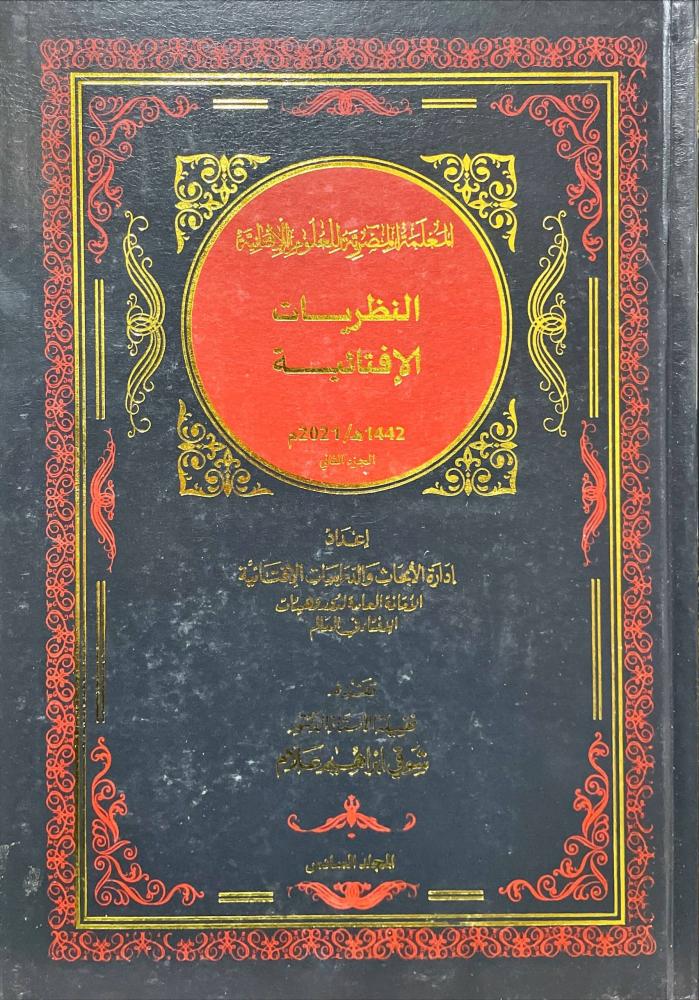 المعلمة المصرية للعلوم الإفتائية
النظريات
الإفتائية
1442هـ/2021م
الجزء الثاني
إعداد
إدارة الأبحاث والدراسات الإفتائية
الأمانة العامة لدور وهيئات
الإفتاء في العالم
تقديم
فضيلة الأستاذ الدكتور
شوقي إبراهيم علام
المجلد السادس